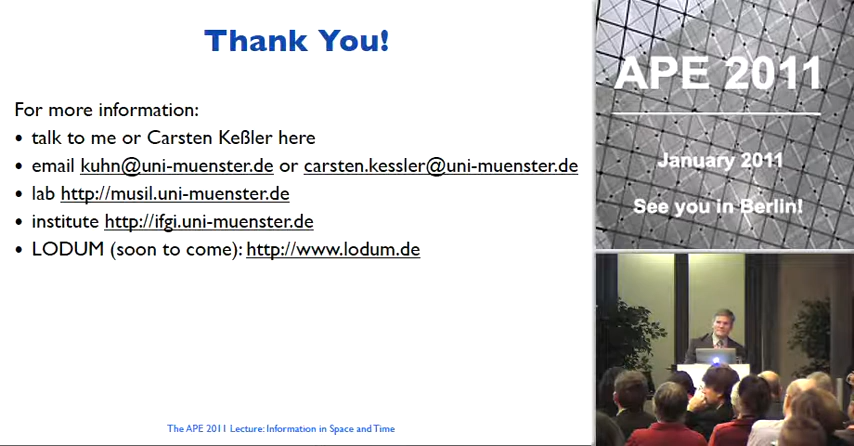 Thank You!
For more information:
• talk to me or Carsten Keßler here
• email kuhn@uni-muenster.de or carsten.kessler@uni-muenster.de
• lab http://musil.uni-muenster.de
• institute http://ifgi.uni-muenster.de
• LODUM (soon to come): http://www.lodum.de
The APE 2011 Lecture: Information in Space and Time
APE 2011
January 2011
See you in Berlin!